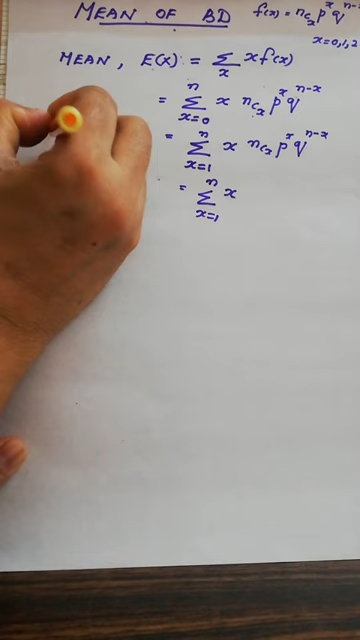 MEAN OF BD f(x) = nCx p^x q^n-x
x=0,1,2
MEAN, E(X) = Σ_x x f(x)
= Σ_{x=0}^{n} x nCx p^x q^{n-x}
= Σ_{x=1}^{n} x nCx p^x q^{n-x}
= Σ_{x=1}^{n} x